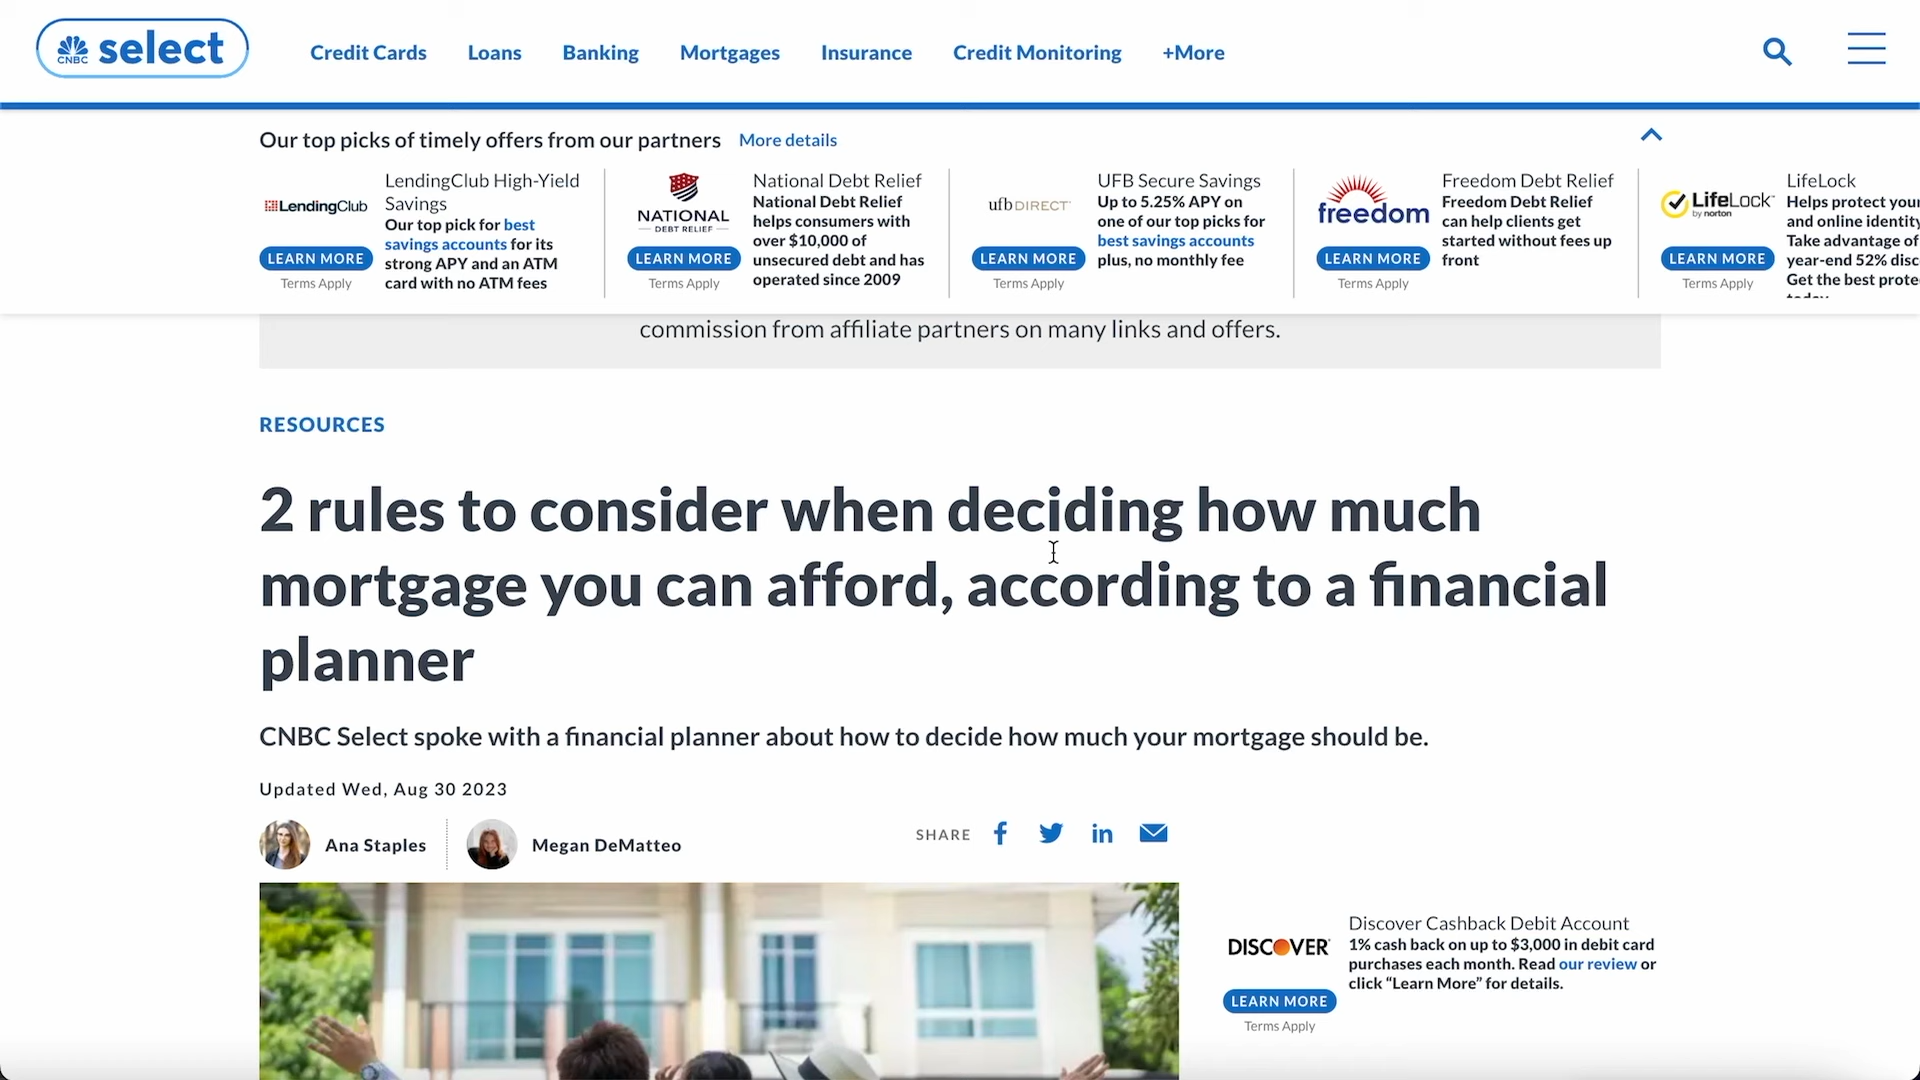 CNBC select
Credit Cards Loans Banking Mortgages Insurance Credit Monitoring +More
Our top picks of timely offers from our partners More details
LendingClub
LEARN MORE
Terms Apply
LendingClub High-Yield
Savings
Our top pick for best
savings accounts for its
strong APY and an ATM
card with no ATM fees
NATIONAL
DEBT RELIEF
LEARN MORE
Terms Apply
National Debt Relief
National Debt Relief
helps consumers with
over $10,000 of
unsecured debt and has
operated since 2009
ufb DIRECT
LEARN MORE
Terms Apply
UFB Secure Savings
Up to 5.25% APY on
one of our top picks for
best savings accounts
plus, no monthly fee
freedom
LEARN MORE
Terms Apply
Freedom Debt Relief
Freedom Debt Relief
can help clients get
started without fees up
front
LifeLock
by norton
LEARN MORE
Terms Apply
LifeLock
Helps protect your
and online identity
Take advantage of
year-end 52% disc
Get the best prote
commission from affiliate partners on many links and offers.
RESOURCES
2 rules to consider when deciding how much
mortgage you can afford, according to a financial
planner
CNBC Select spoke with a financial planner about how to decide how much your mortgage should be.
Updated Wed, Aug 30 2023
Ana Staples Megan DeMatteo
SHARE
DISCOVER
LEARN MORE
Terms Apply
Discover Cashback Debit Account
1% cash back on up to $3,000 in debit card
purchases each month. Read our review or
click “Learn More” for details.